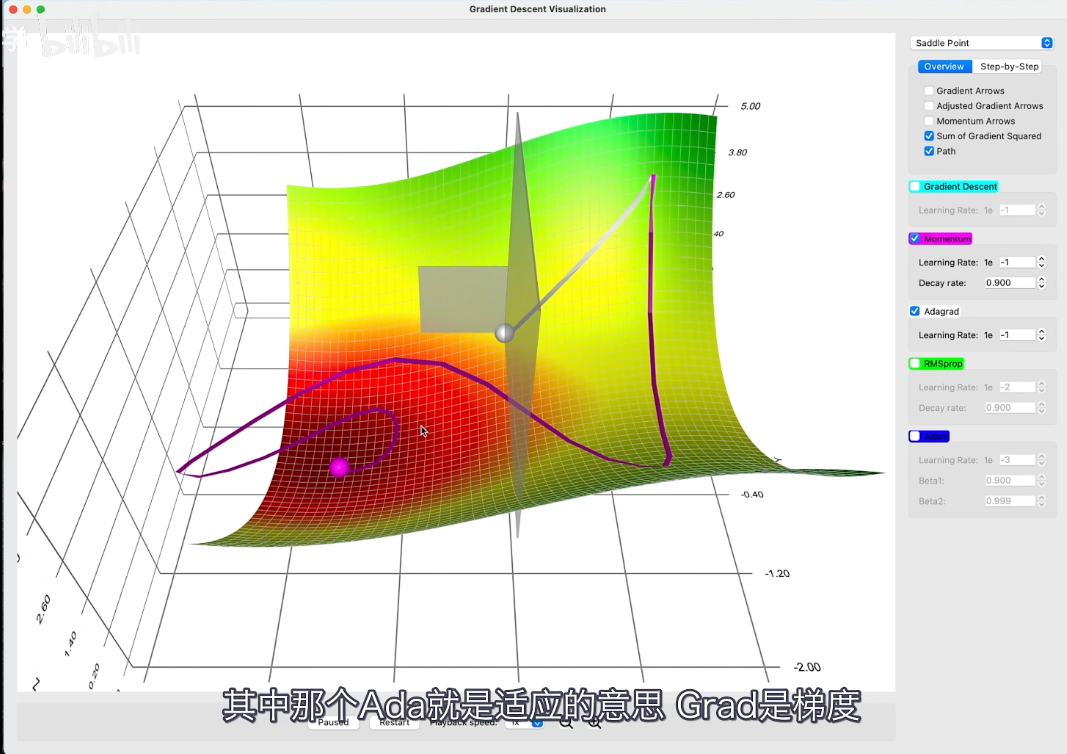 Gradient Descent Visualization
bilibili
Saddle Point
Overview
Step-by-Step
Gradient Arrows
Adjusted Gradient Arrows
Momentum Arrows
Sum of Gradient Squared
Path
Gradient Descent
Learning Rate: 1e -1
Momentum
Learning Rate: 1e -1
Decay rate: 0.900
Adagrad
Learning Rate: 1e -1
RMSprop
Learning Rate: 1e -2
Decay rate: 0.900
Adam
Learning Rate: 1e -3
Beta1: 0.900
Beta2: 0.999
5.00
3.80
2.60
40
Y
-0.40
-1.20
-2.00
2.60
1.40
0.20
其中那个Ada就是适应的意思 Grad是梯度
Paused
Restart
Playback speed: 1x